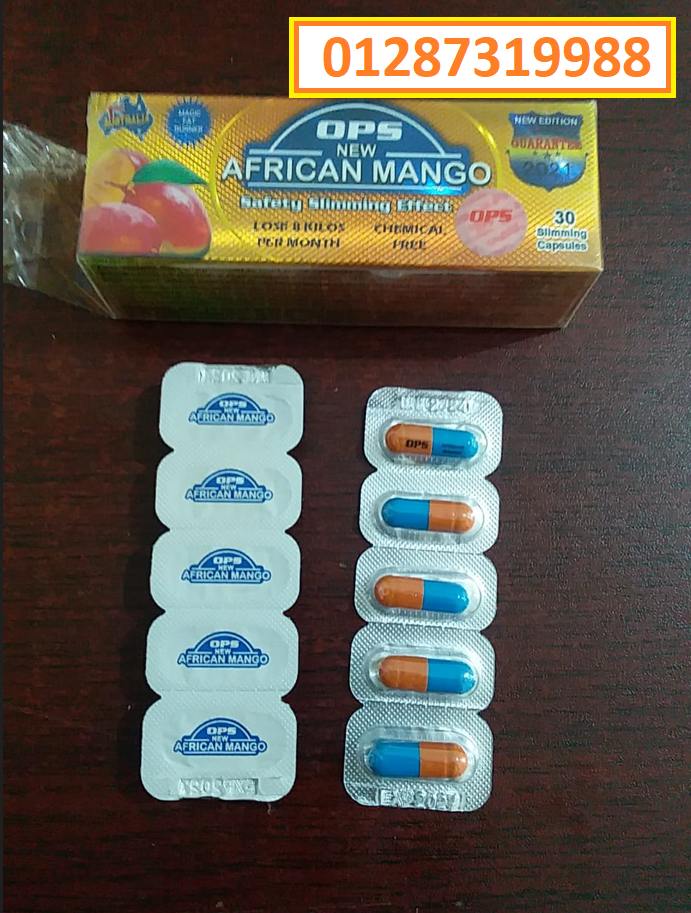 01287319988
AUSTRALIA
MAGIC
FAT
BURNER
OPS
NEW
AFRICAN MANGO
Safety Slimming Effect
LOSE 8 KILOS
PER MONTH
CHEMICAL
FREE
OPS
NEW EDITION
GUARANTEE
2021
30
Slimming
Capsules
OPS
NEW
AFRICAN MANGO
OPS
NEW
AFRICAN MANGO
OPS
NEW
AFRICAN MANGO
OPS
NEW
AFRICAN MANGO
OPS
NEW
AFRICAN MANGO
OPS